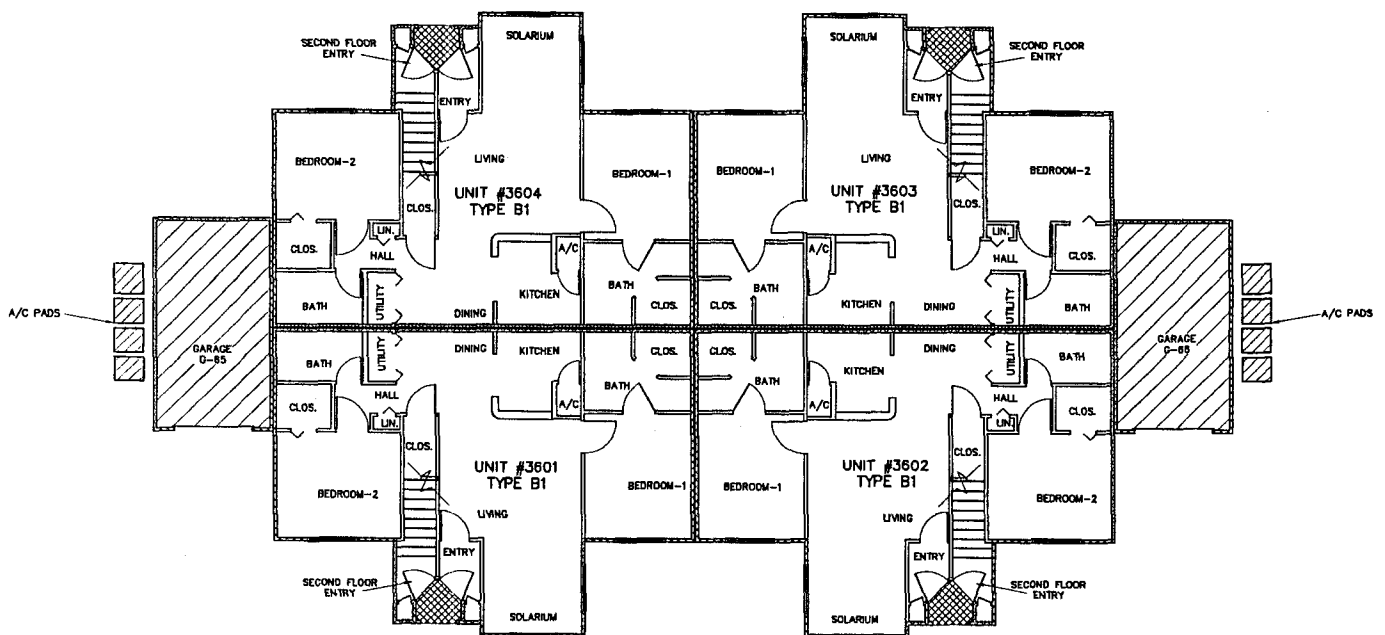 SOLARIUM
SOLARIUM
SECOND FLOOR
ENTRY
SECOND FLOOR
ENTRY
ENTRY
ENTRY
BEDROOM-2
LIVING
BEDROOM-1
BEDROOM-1
LIVING
BEDROOM-2
UNIT #3604
TYPE B1
UNIT #3603
TYPE B1
CLOS.
CLOS.
LIN.
LIN.
CLOS.
HALL
A/C
A/C
HALL
CLOS.
BATH
UTILITY
DINING
KITCHEN
BATH
CLOS.
CLOS.
BATH
KITCHEN
DINING
UTILITY
BATH
A/C PADS
A/C PADS
GARAGE
G-65
GARAGE
G-66
BATH
UTILITY
DINING
KITCHEN
BATH
CLOS.
CLOS.
BATH
KITCHEN
DINING
UTILITY
BATH
CLOS.
HALL
A/C
A/C
HALL
CLOS.
LIN.
LIN.
CLOS.
CLOS.
UNIT #3601
TYPE B1
UNIT #3602
TYPE B1
BEDROOM-2
LIVING
BEDROOM-1
BEDROOM-1
LIVING
BEDROOM-2
ENTRY
ENTRY
SECOND FLOOR
ENTRY
SECOND FLOOR
ENTRY
SOLARIUM
SOLARIUM